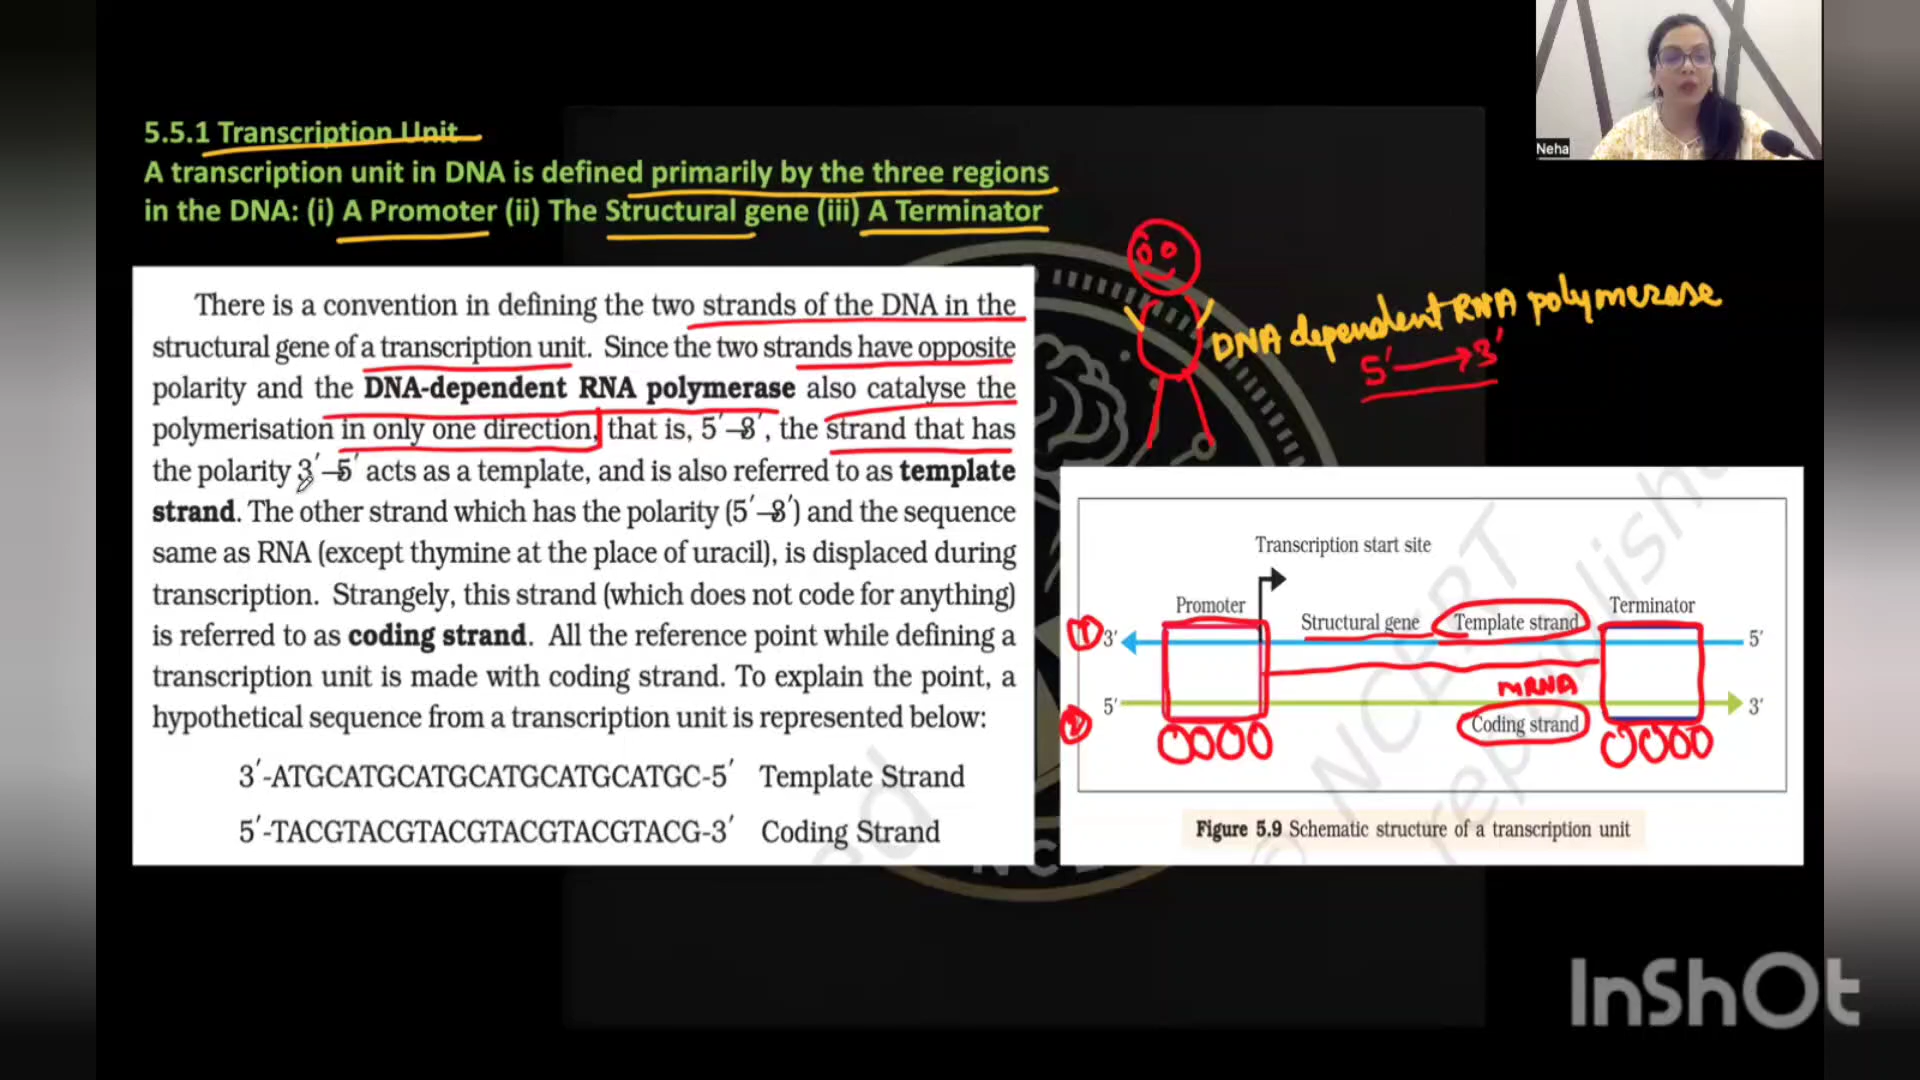 Neha
5.5.1 Transcription Unit
A transcription unit in DNA is defined primarily by the three regions
in the DNA: (i) A Promoter (ii) The Structural gene (iii) A Terminator
There is a convention in defining the two strands of the DNA in the
structural gene of a transcription unit. Since the two strands have opposite
polarity and the DNA-dependent RNA polymerase also catalyse the
polymerisation in only one direction, that is, 5′→3′, the strand that has
the polarity 3′→5′ acts as a template, and is also referred to as template
strand. The other strand which has the polarity (5′→3′) and the sequence
same as RNA (except thymine at the place of uracil), is displaced during
transcription. Strangely, this strand (which does not code for anything)
is referred to as coding strand. All the reference point while defining a
transcription unit is made with coding strand. To explain the point, a
hypothetical sequence from a transcription unit is represented below:
3′-ATGCATGCATGCATGCATGCATGC-5′ Template Strand
5′-TACGTACGTACGTACGTACGTACG-3′ Coding Strand
DNA dependent RNA polymerase
5′ → 3′
Transcription start site
Promoter
Structural gene
Template strand
Terminator
1 3′ 5′
mRNA
2 5′ 3′
Coding strand
Figure 5.9 Schematic structure of a transcription unit
© NCERT
InShOt